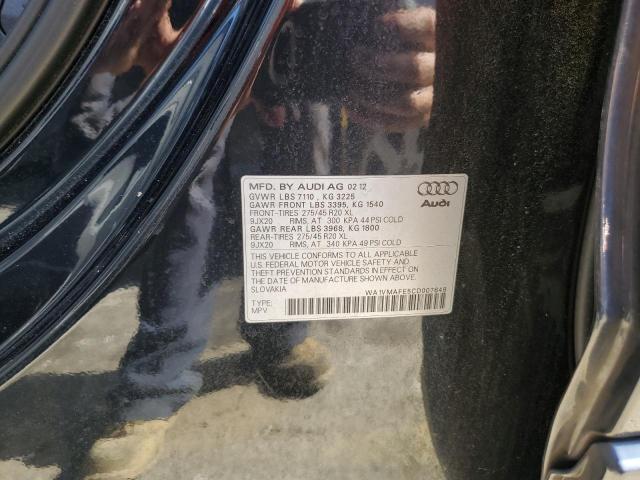 MFD. BY AUDI AG 02 12
GVWR LBS 7110 , KG 3225
GAWR FRONT LBS 3395, KG 1540
FRONT-TIRES 275/45 R20 XL
9JX20 RIMS, AT 300 KPA 44 PSI COLD
GAWR REAR LBS 3968, KG 1800
REAR-TIRES 275/45 R20 XL
9JX20 RIMS, AT 340 KPA 49 PSI COLD
Audi
THIS VEHICLE CONFORMS TO ALL APPLICABLE
U.S. FEDERAL MOTOR VEHICLE SAFETY AND
THEFT PREVENTION STANDARDS IN EFFECT ON
THE DATE OF MANUFACTURE SHOWN ABOVE.
SLOVAKIA
WA1VMAFE5CD007649
TYPE:
MPV